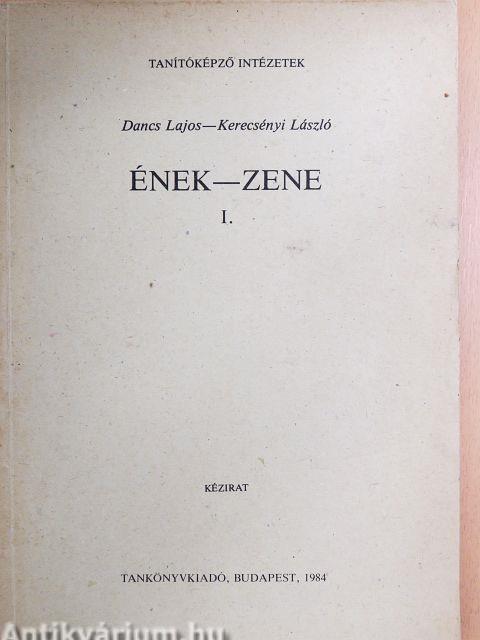 TANÍTÓKÉPZŐ INTÉZETEK
Dancs Lajos—Kerecsényi László
ÉNEK—ZENE
I.
KÉZIRAT
TANKÖNYVKIADÓ, BUDAPEST, 1984
Antikvárium.hu